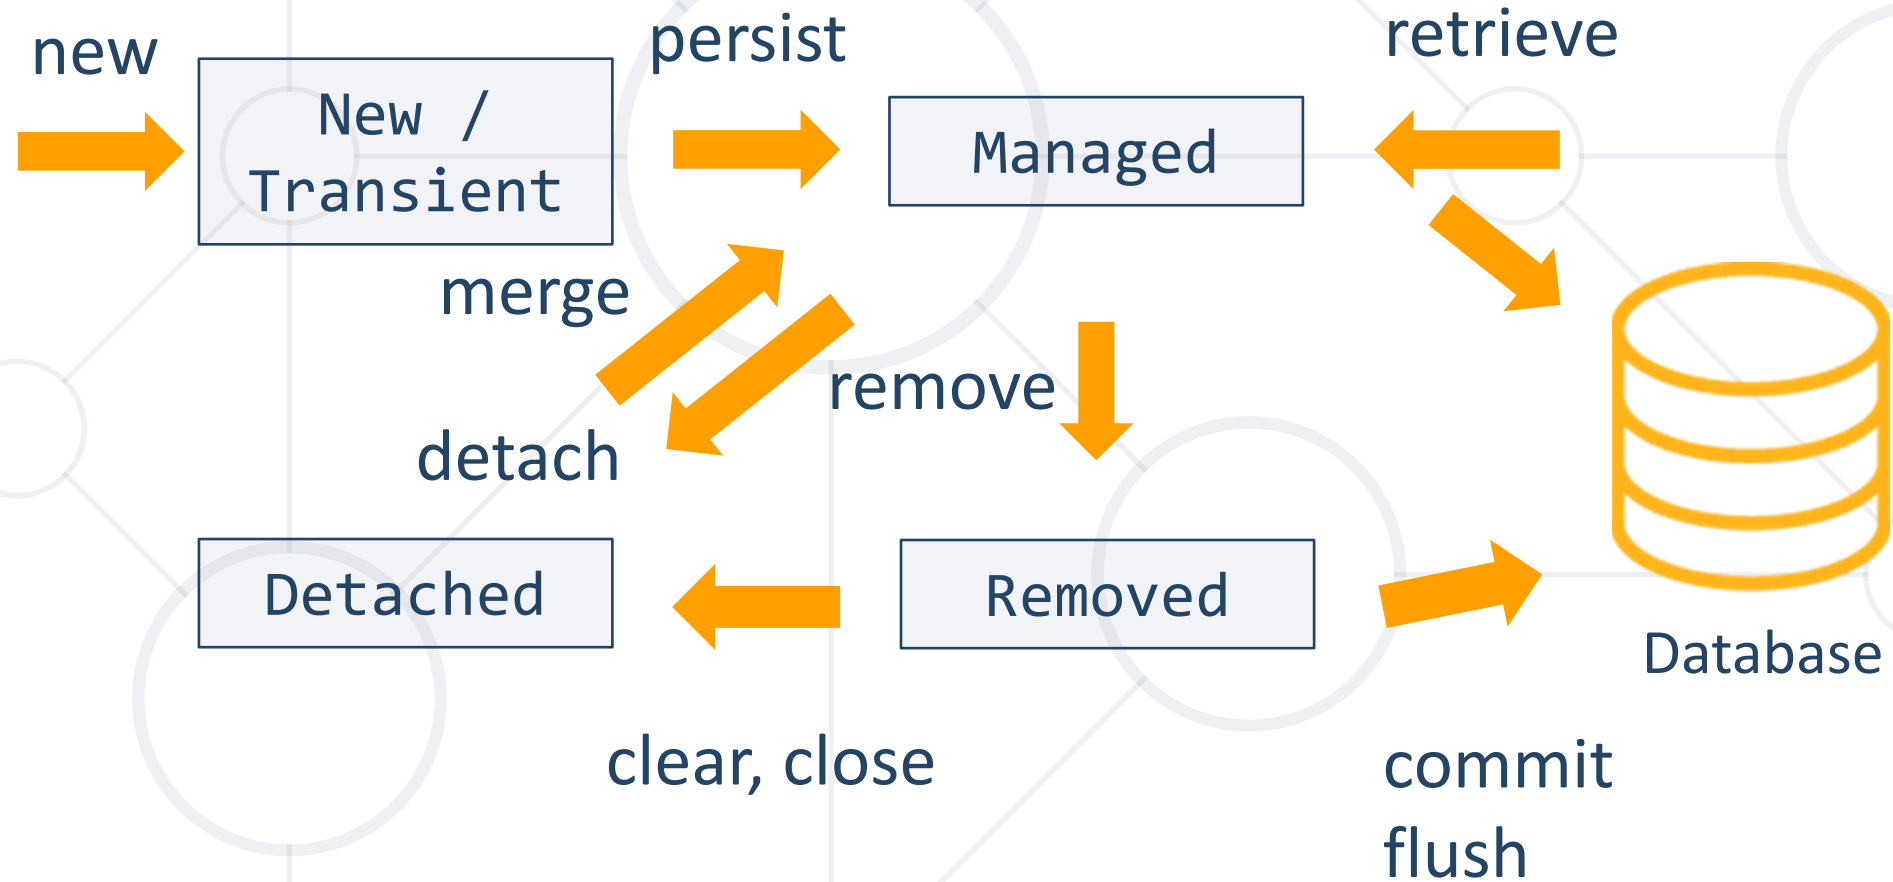 new
New /
Transient
persist
Managed
retrieve
merge
detach
remove
Detached
Removed
Database
clear, close
commit
flush